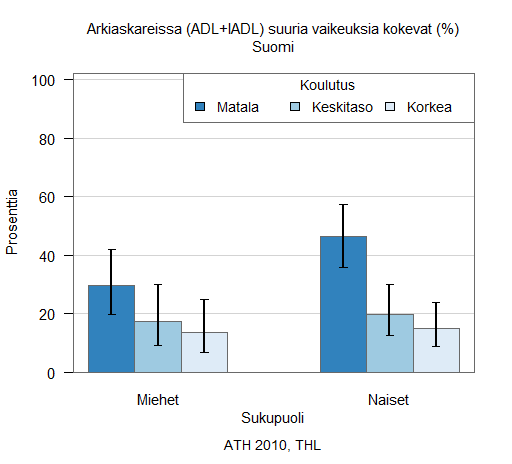 Arkiaskareissa (ADL+IADL) suuria vaikeuksia kokevat (%)
Suomi
Koulutus
Matala Keskitaso Korkea
Prosenttia
100
80
60
40
20
0
Miehet Naiset
Sukupuoli
ATH 2010, THL